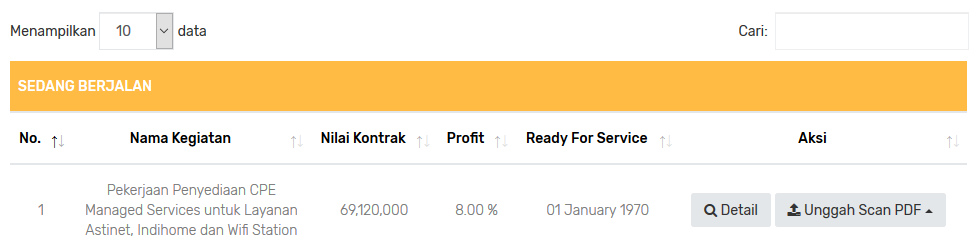 Menampilkan 10 data Cari:
SEDANG BERJALAN
No. Nama Kegiatan Nilai Kontrak Profit Ready For Service Aksi
Pekerjaan Penyediaan CPE
1 Managed Services untuk Layanan 69,120,000 8.00 % 01 January 1970 Detail Unggah Scan PDF
Astinet, Indihome dan Wifi Station